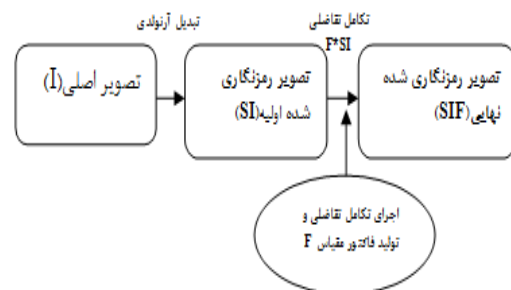 تبدیل آرنولدی
تکامل تفاضلی
F*SI
تصویر اصلی(I)
تصویر رمزنگاری
شده اولیه(SI)
تصویر رمزنگاری شده
نهایی(SIF)
اجرای تکامل تفاضلی و
تولید فاکتور مقیاس F